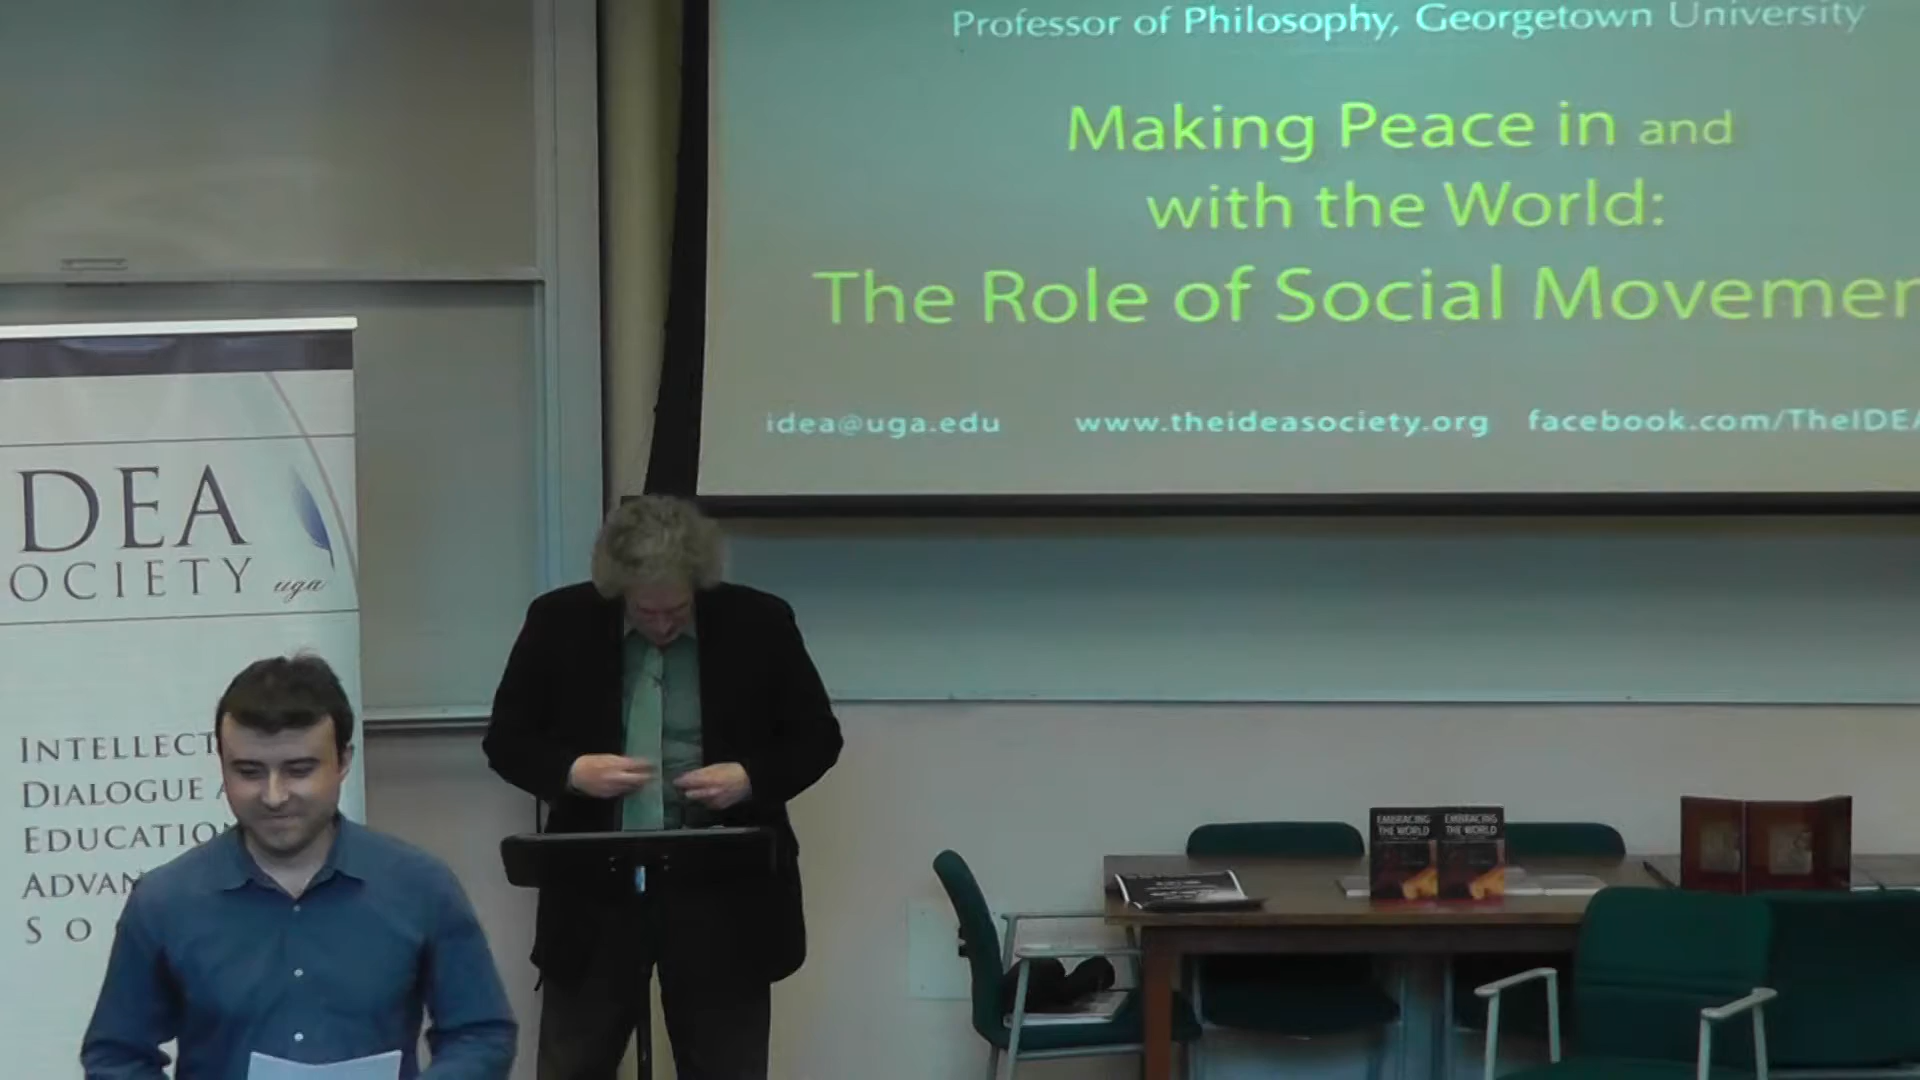 Professor of Philosophy, Georgetown University
Making Peace in and
with the World:
The Role of Social Movemen
idea@uga.edu www.theideasociety.org facebook.com/TheIDEA
DEA
OCIETY uga
INTELLECT
DIALOGUE A
EDUCATION
ADVAN
SO
EMBRACING
THE WORLD
EMBRACING
THE WORLD